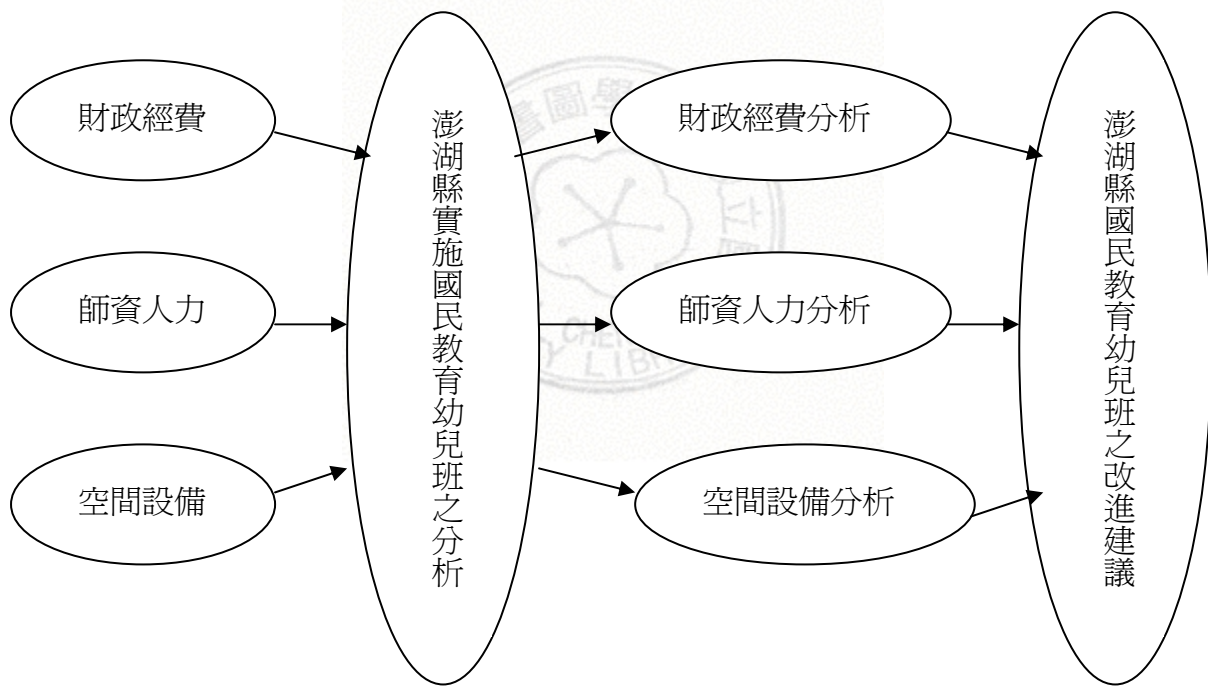 財政經費
師資人力
空間設備
澎湖縣實施國民教育幼兒班之分析
財政經費分析
師資人力分析
空間設備分析
澎湖縣國民教育幼兒班之改進建議